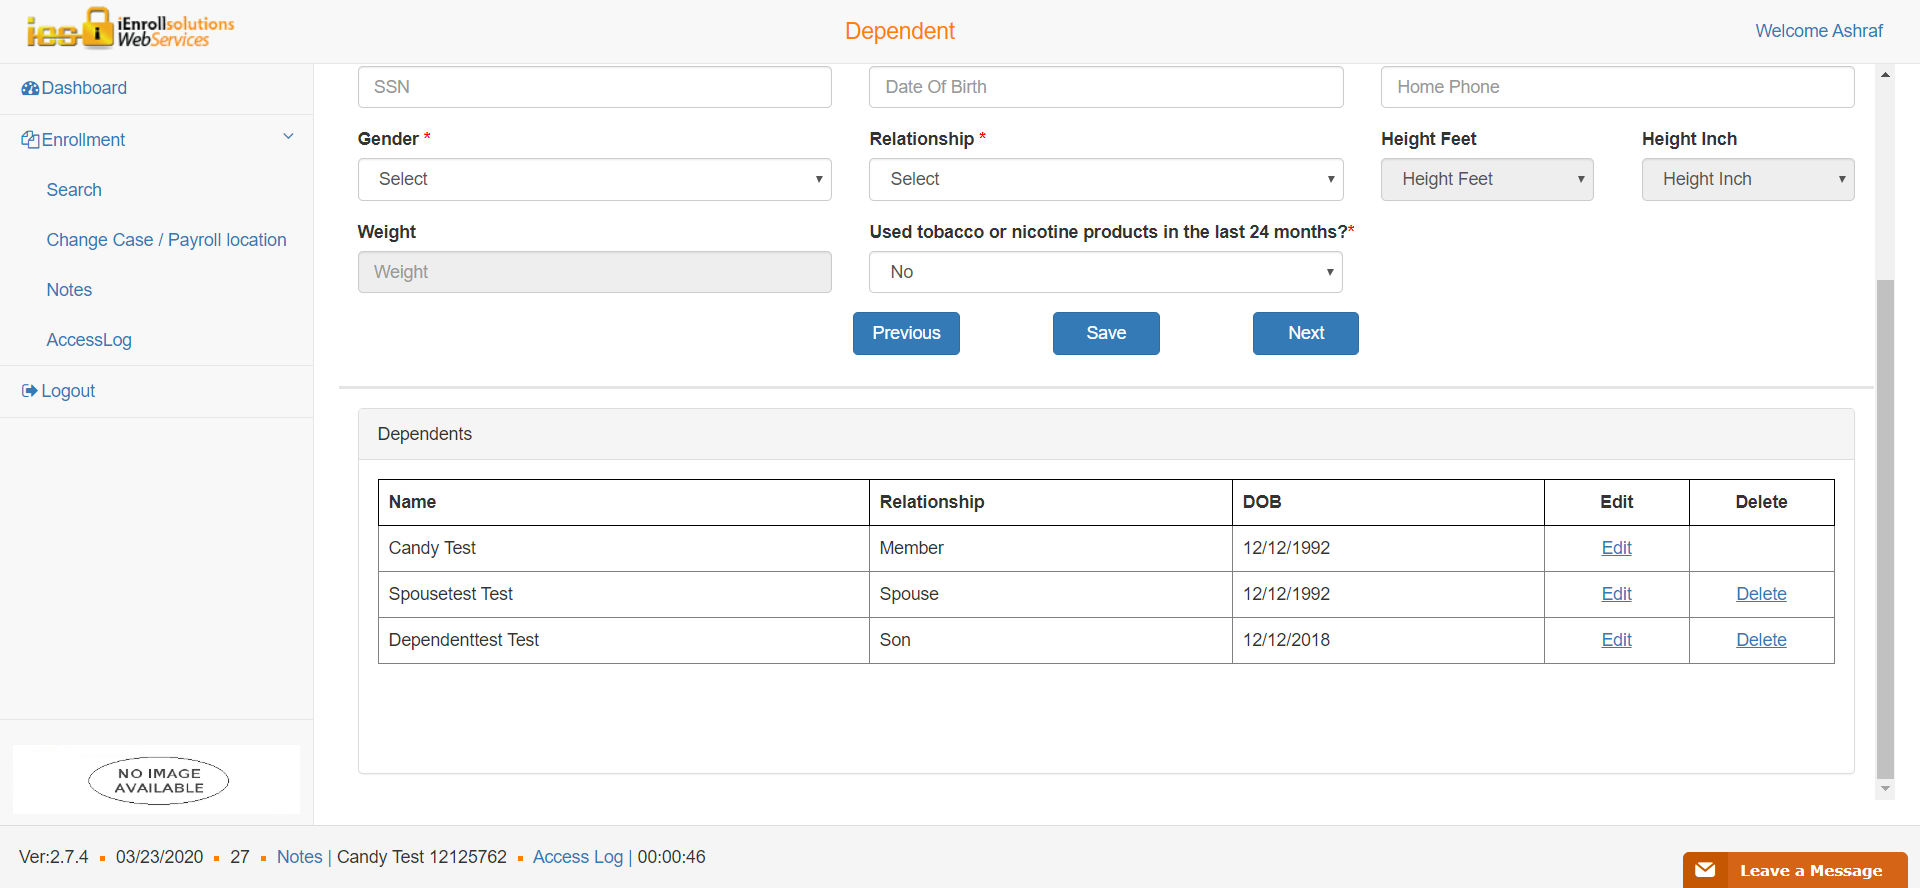 ies iEnrollsolutions
WebServices
Dependent
Welcome Ashraf
Dashboard
Enrollment
Search
Change Case / Payroll location
Notes
AccessLog
Logout
NO IMAGE
AVAILABLE
SSN Date Of Birth Home Phone
Gender * Relationship * Height Feet Height Inch
Select Select Height Feet Height Inch
Weight Used tobacco or nicotine products in the last 24 months?*
Weight No
Previous Save Next
Dependents
Name Relationship DOB Edit Delete
Candy Test Member 12/12/1992 Edit
Spousetest Test Spouse 12/12/1992 Edit Delete
Dependenttest Test Son 12/12/2018 Edit Delete
Ver:2.7.4 ▪ 03/23/2020 ▪ 27 ▪ Notes | Candy Test 12125762 ▪ Access Log | 00:00:46
Leave a Message